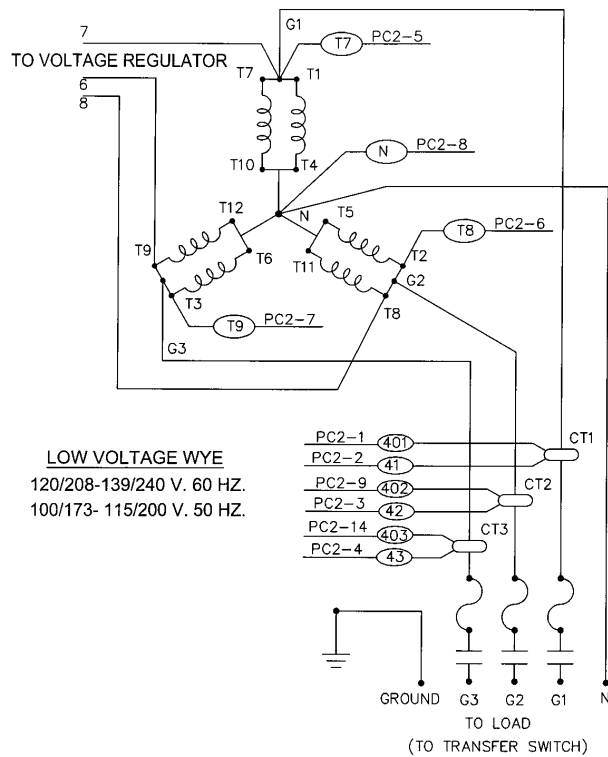 7
G1
T7
PC2-5
TO VOLTAGE REGULATOR
6
8
T7
T1
T10
T4
N
PC2-8
N
T12
T5
T9
T6
T11
T2
T8
PC2-6
G2
T3
T8
T9
PC2-7
G3
LOW VOLTAGE WYE
120/208-139/240 V. 60 HZ.
100/173- 115/200 V. 50 HZ.
PC2-1
401
CT1
PC2-2
41
PC2-9
402
CT2
PC2-3
42
PC2-14
403
CT3
PC2-4
43
GROUND
G3
G2
G1
N
TO LOAD
(TO TRANSFER SWITCH)